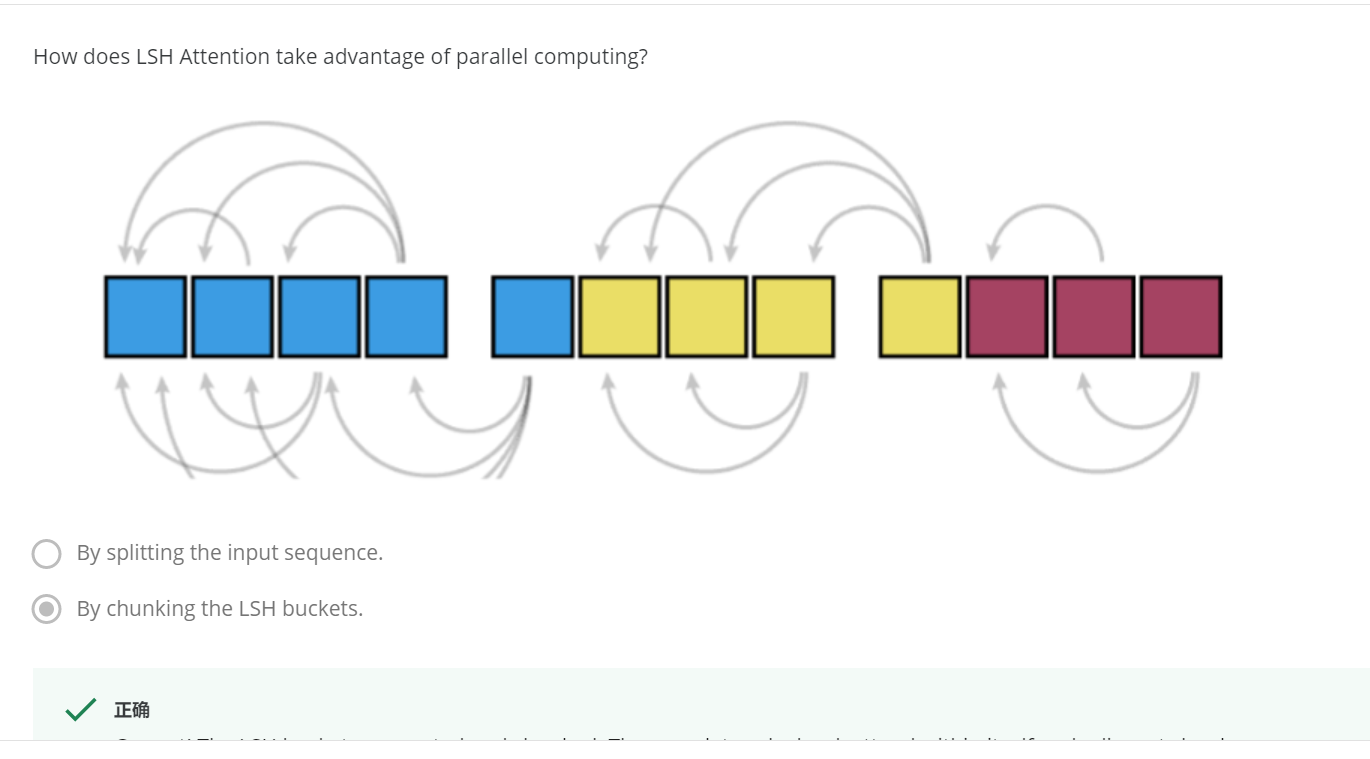 How does LSH Attention take advantage of parallel computing?
By splitting the input sequence.
By chunking the LSH buckets.
正确